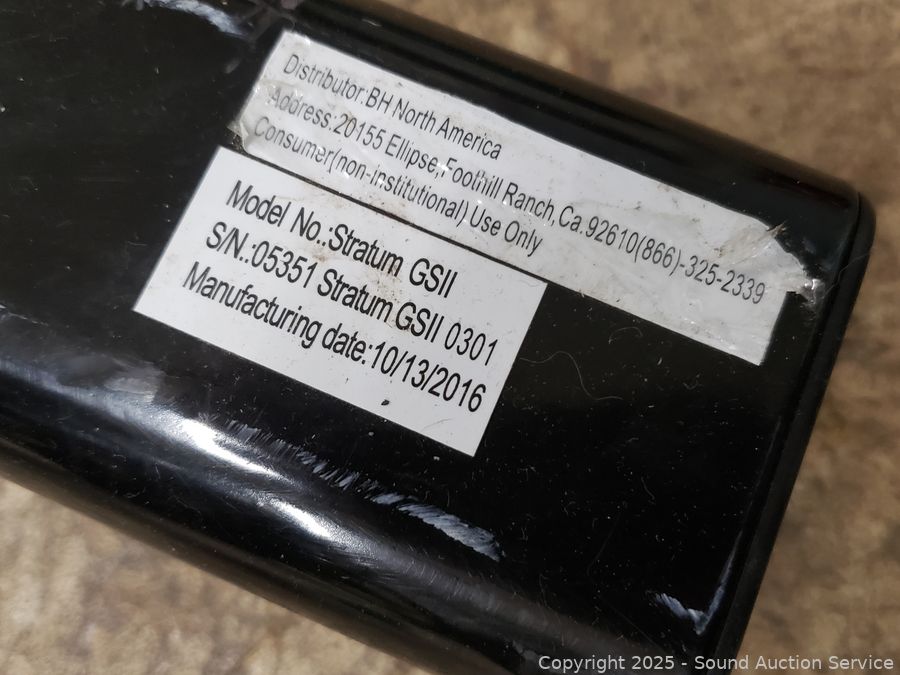 Distributor:BH North America
Address:20155 Ellipse,Foothill Ranch,Ca.92610(866)-325-2339
Consumer(non-institutional) Use Only
Model No.:Stratum GSII
S/N.:05351 Stratum GSII 0301
Manufacturing date:10/13/2016
Copyright 2025 - Sound Auction Service